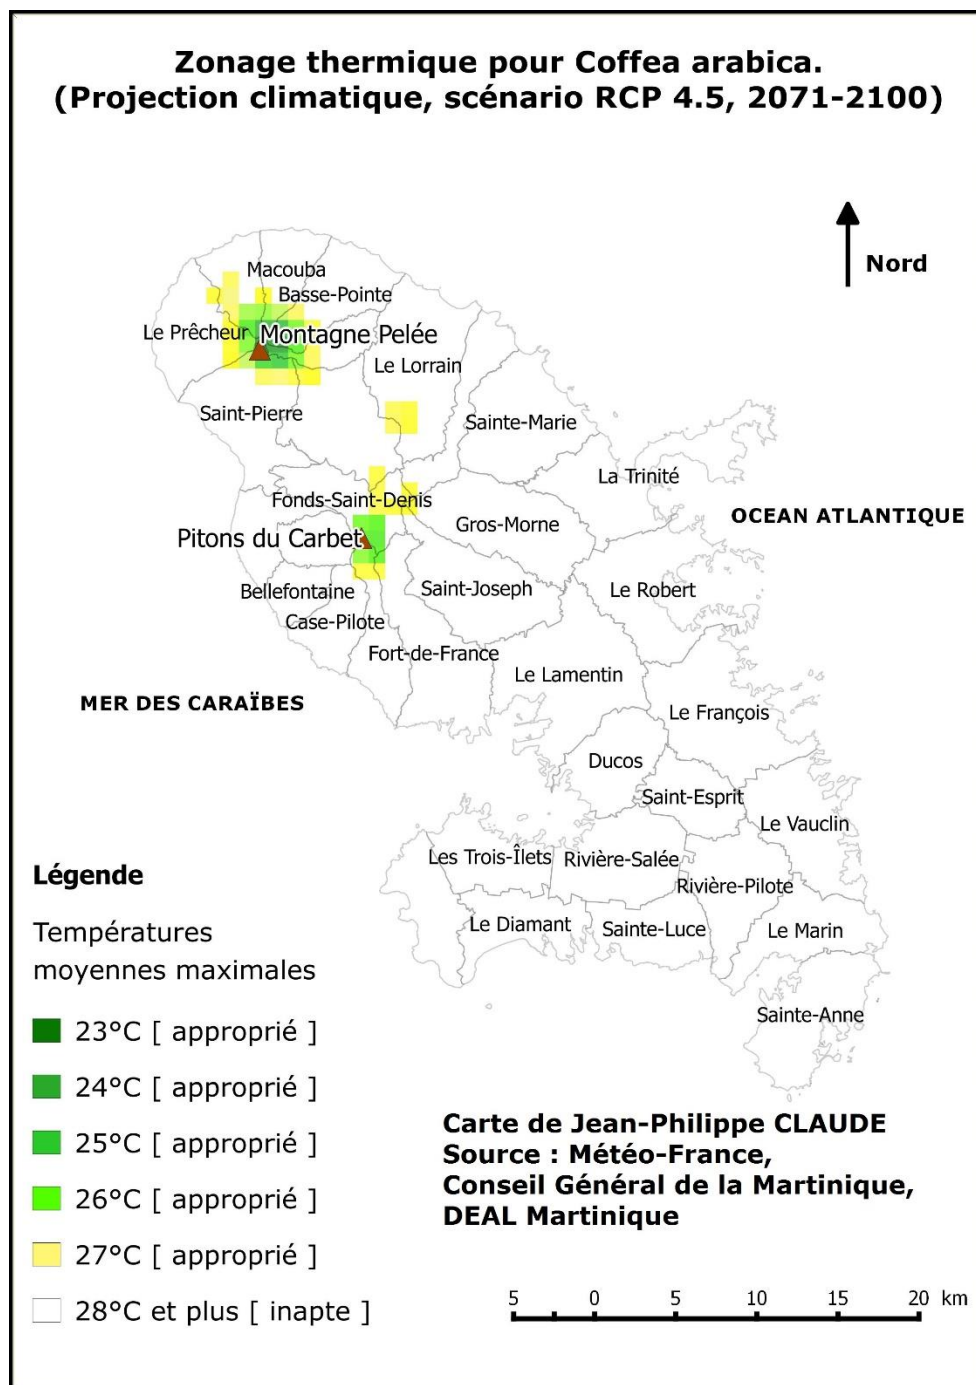 Zonage thermique pour Coffea arabica.
(Projection climatique, scénario RCP 4.5, 2071-2100)
Nord
Macouba
Basse-Pointe
Le Prêcheur
Montagne Pelée
Le Lorrain
Saint-Pierre
Sainte-Marie
La Trinité
Fonds-Saint-Denis
OCEAN ATLANTIQUE
Gros-Morne
Pitons du Carbet
Bellefontaine
Saint-Joseph
Le Robert
Case-Pilote
Fort-de-France
Le Lamentin
MER DES CARAÏBES
Le François
Ducos
Saint-Esprit
Le Vauclin
Les Trois-Îlets
Rivière-Salée
Rivière-Pilote
Le Diamant
Sainte-Luce
Le Marin
Sainte-Anne
Légende
Températures
moyennes maximales
23°C [ approprié ]
24°C [ approprié ]
25°C [ approprié ]
26°C [ approprié ]
27°C [ approprié ]
28°C et plus [ inapte ]
Carte de Jean-Philippe CLAUDE
Source : Météo-France,
Conseil Général de la Martinique,
DEAL Martinique
5 0 5 10 15 20 km